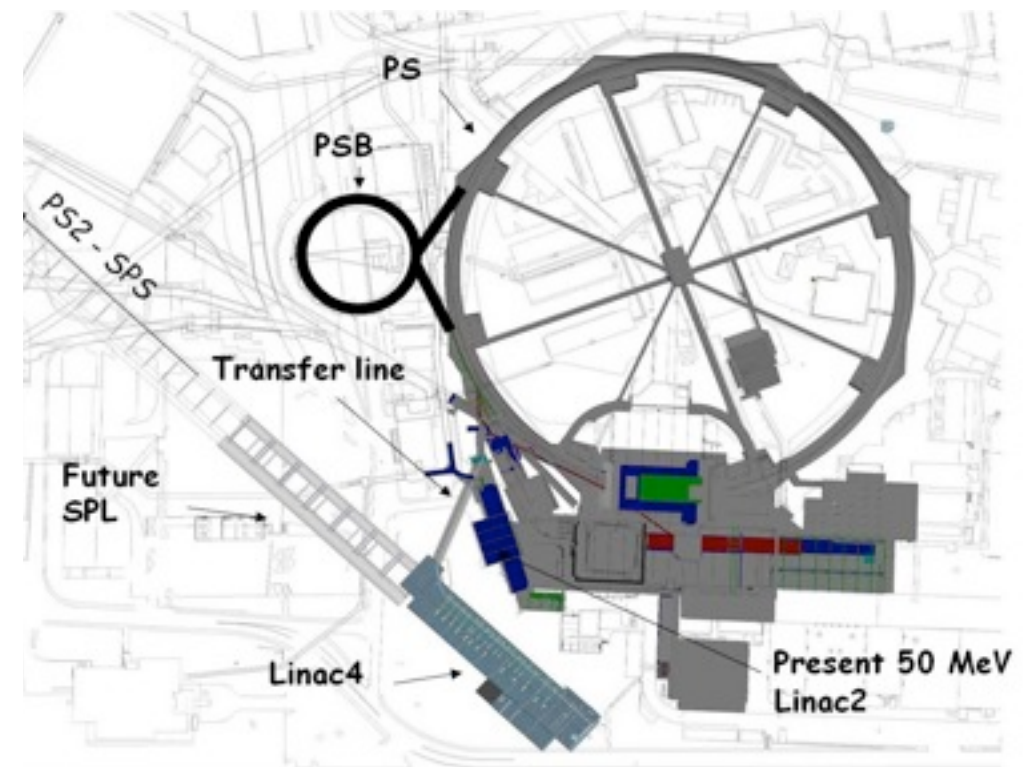 PS
PSB
PS2 - SPS
Transfer line
Future
SPL
Linac4
Present 50 MeV
Linac2